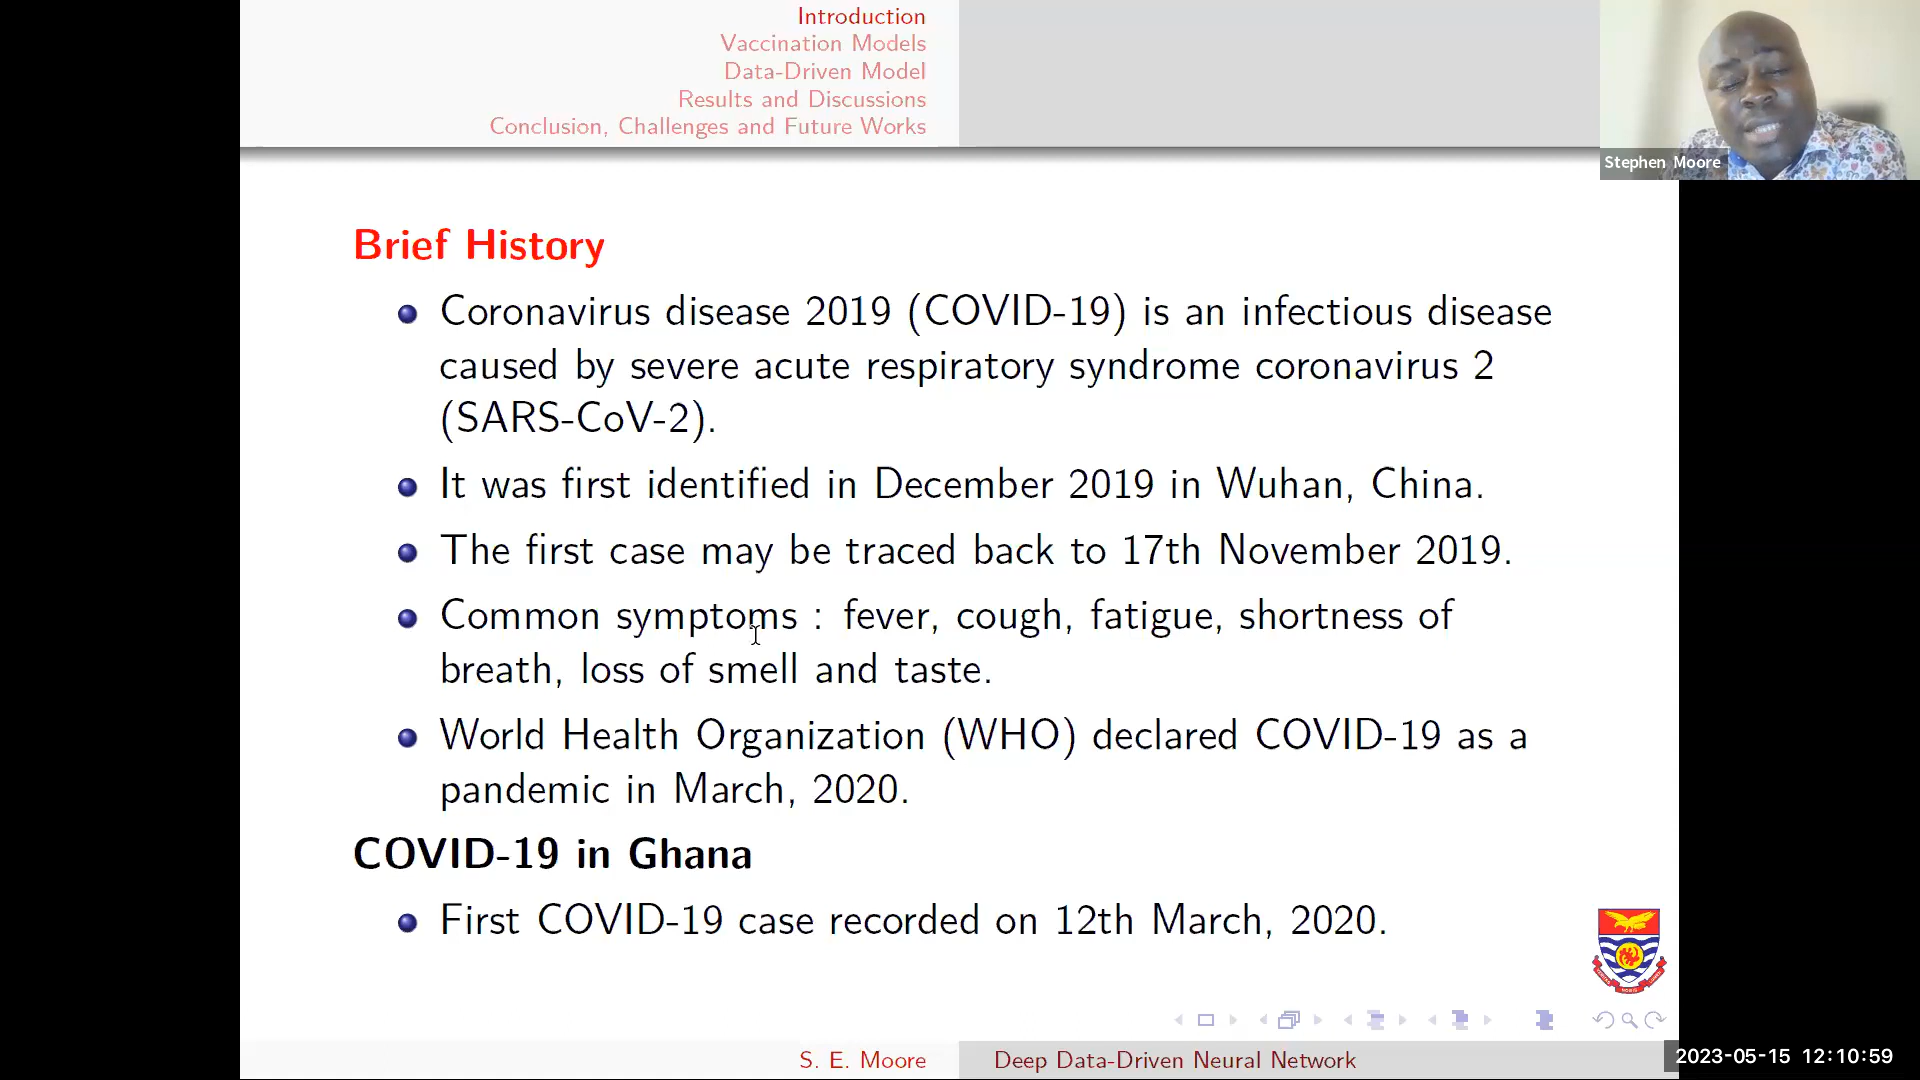 Introduction
Vaccination Models
Data-Driven Model
Results and Discussions
Conclusion, Challenges and Future Works
Stephen Moore
Brief History
Coronavirus disease 2019 (COVID-19) is an infectious disease
caused by severe acute respiratory syndrome coronavirus 2
(SARS-CoV-2).
It was first identified in December 2019 in Wuhan, China.
The first case may be traced back to 17th November 2019.
Common symptoms : fever, cough, fatigue, shortness of
breath, loss of smell and taste.
World Health Organization (WHO) declared COVID-19 as a
pandemic in March, 2020.
COVID-19 in Ghana
First COVID-19 case recorded on 12th March, 2020.
S. E. Moore
Deep Data-Driven Neural Network
2023-05-15 12:10:59